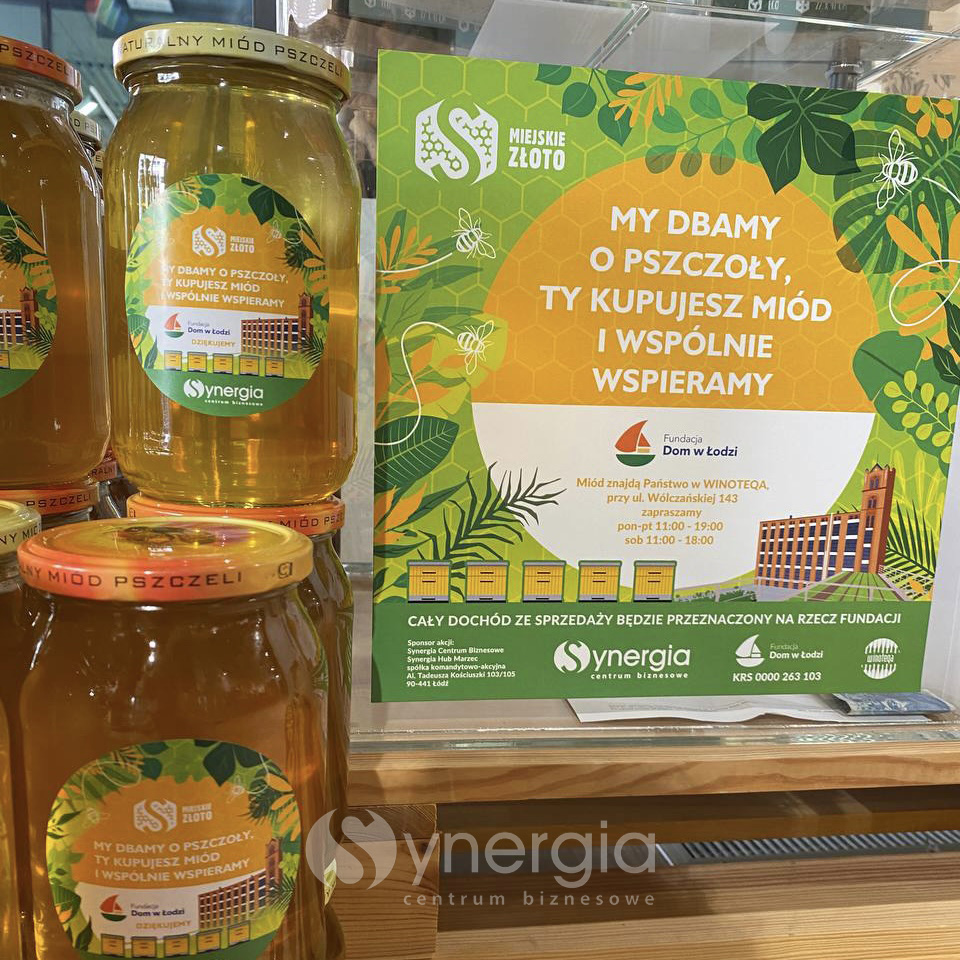 NATURALNY MIÓD PSZCZELI
MIEJSKIE
ZŁOTO
MY DBAMY O PSZCZOŁY,
TY KUPUJESZ MIÓD
I WSPÓLNIE WSPIERAMY
Fundacja
Dom w Łodzi
DZIĘKUJEMY
Synergia
centrum biznesowe
PSZCZELI
MIÓD PSZCZELI
MIEJSKIE
ZŁOTO
MY DBAMY O PSZCZOŁY,
TY KUPUJESZ MIÓD
I WSPÓLNIE WSPIERAMY
Fundacja
Dom w Łodzi
DZIĘKUJEMY
MIEJSKIE
ZŁOTO
MY DBAMY
O PSZCZOŁY,
TY KUPUJESZ MIÓD
I WSPÓLNIE
WSPIERAMY
Fundacja
Dom w Łodzi
Miód znajdą Państwo w WINOTEQA,
przy ul. Wólczańskiej 143
zapraszamy
pon-pt 11:00 - 19:00
sob 11:00 - 18:00
CAŁY DOCHÓD ZE SPRZEDAŻY BĘDZIE PRZEZNACZONY NA RZECZ FUNDACJI
Sponsor akcji:
Synergia Centrum Biznesowe
Synergia Hub Marzec
spółka komandytowo-akcyjna
Al. Tadeusza Kościuszki 103/105
90-441 Łódź
Synergia
centrum biznesowe
Fundacja
Dom w Łodzi
KRS 0000 263 103
WINOTEQA
Synergia
centrum biznesowe